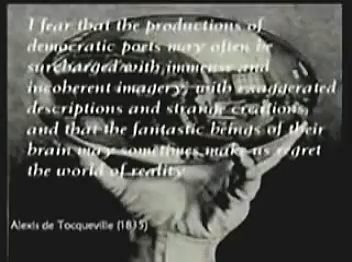 I fear that the productions of
democratic poets may often be
surcharged with immense and
incoherent imagery, with exaggerated
descriptions and strange creations,
and that the fantastic beings of their
brain may sometimes make us regret
the world of reality
Alexis de Tocqueville (1835)